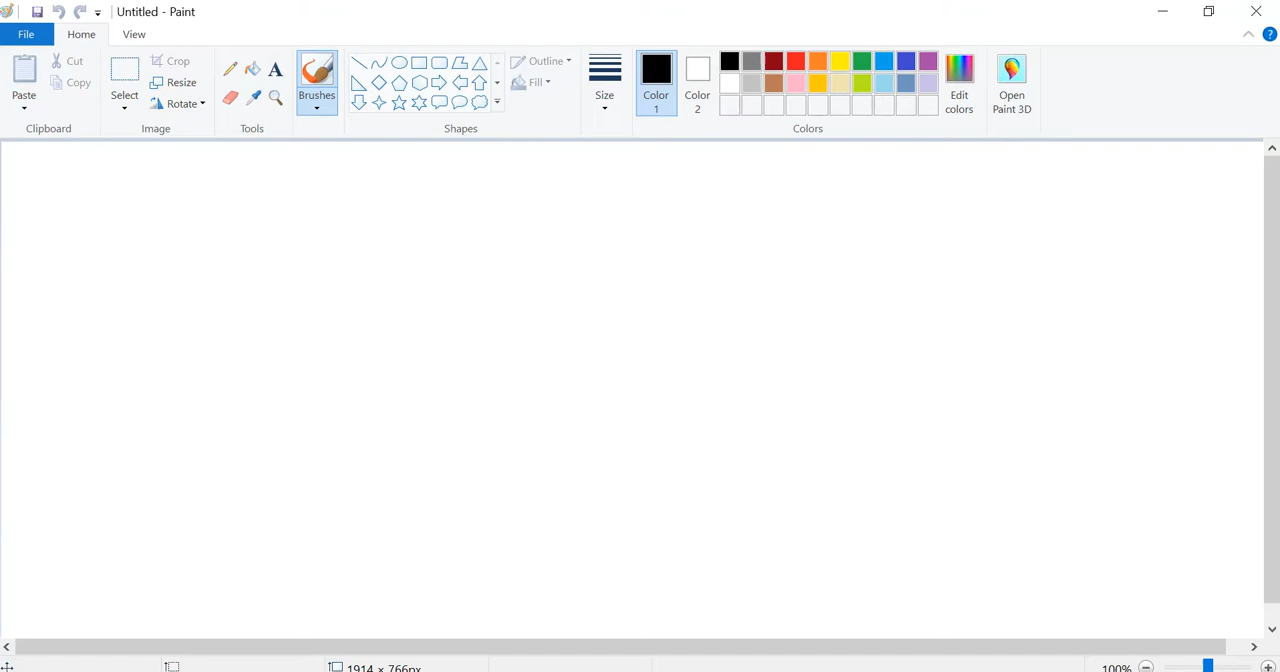 Untitled - Paint
File Home View
Paste Cut Copy Clipboard
Select Crop Resize Rotate Image
A
Tools
Brushes
Shapes
Outline Fill
Size
Color 1
Color 2
Colors
Edit colors
Open Paint 3D
?
1914 × 766px
100%